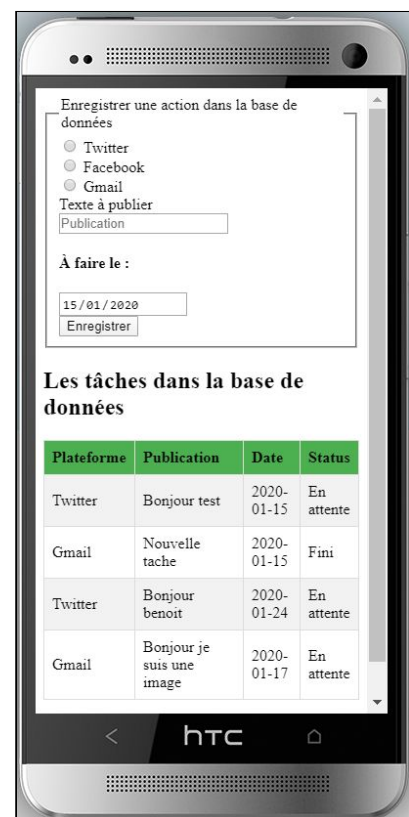 Enregistrer une action dans la base de
données
Twitter
Facebook
Gmail
Texte à publier
Publication
À faire le :
15/01/2020
Enregistrer
Les tâches dans la base de
données
Plateforme Publication Date Status
Twitter Bonjour test 2020-01-15 En attente
Gmail Nouvelle tache 2020-01-15 Fini
Twitter Bonjour benoit 2020-01-24 En attente
Gmail Bonjour je suis une image 2020-01-17 En attente
hTC